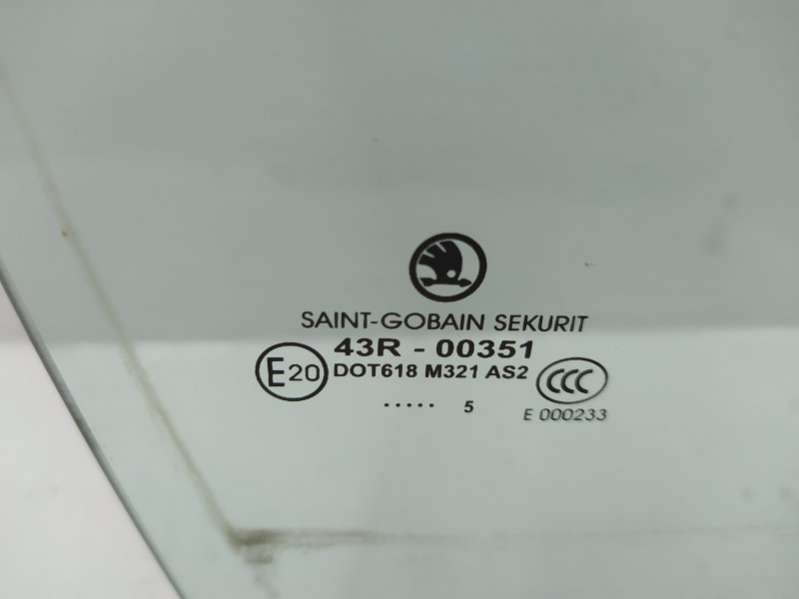 SAINT-GOBAIN SEKURIT
43R - 00351
E20 DOT618 M321 AS2 CCC
..... 5
E 000233